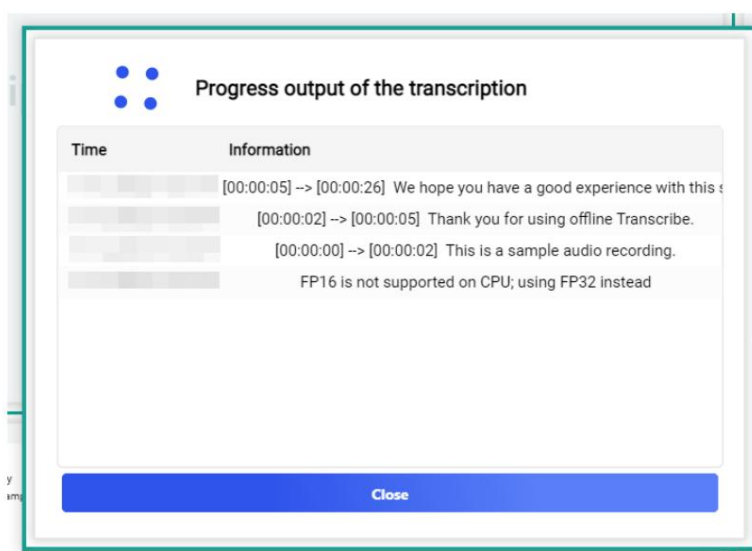 Progress output of the transcription
Time Information
[00:00:05] --> [00:00:26] We hope you have a good experience with this s
[00:00:02] --> [00:00:05] Thank you for using offline Transcribe.
[00:00:00] --> [00:00:02] This is a sample audio recording.
FP16 is not supported on CPU; using FP32 instead
Close
y
amp